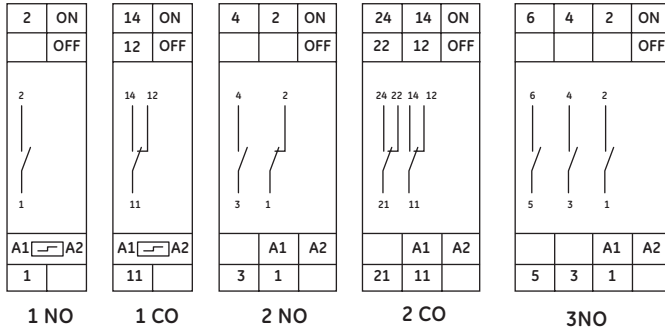 2 ON
OFF
2
1
A1 A2
1
1 NO
14 ON
12 OFF
14 12
11
A1 A2
11
1 CO
4 2 ON
OFF
4 2
3 1
A1 A2
3 1
2 NO
24 14 ON
22 12 OFF
24 22 14 12
21 11
A1 A2
21 11
2 CO
6 4 2 ON
OFF
6 4 2
5 3 1
A1 A2
5 3 1
3NO